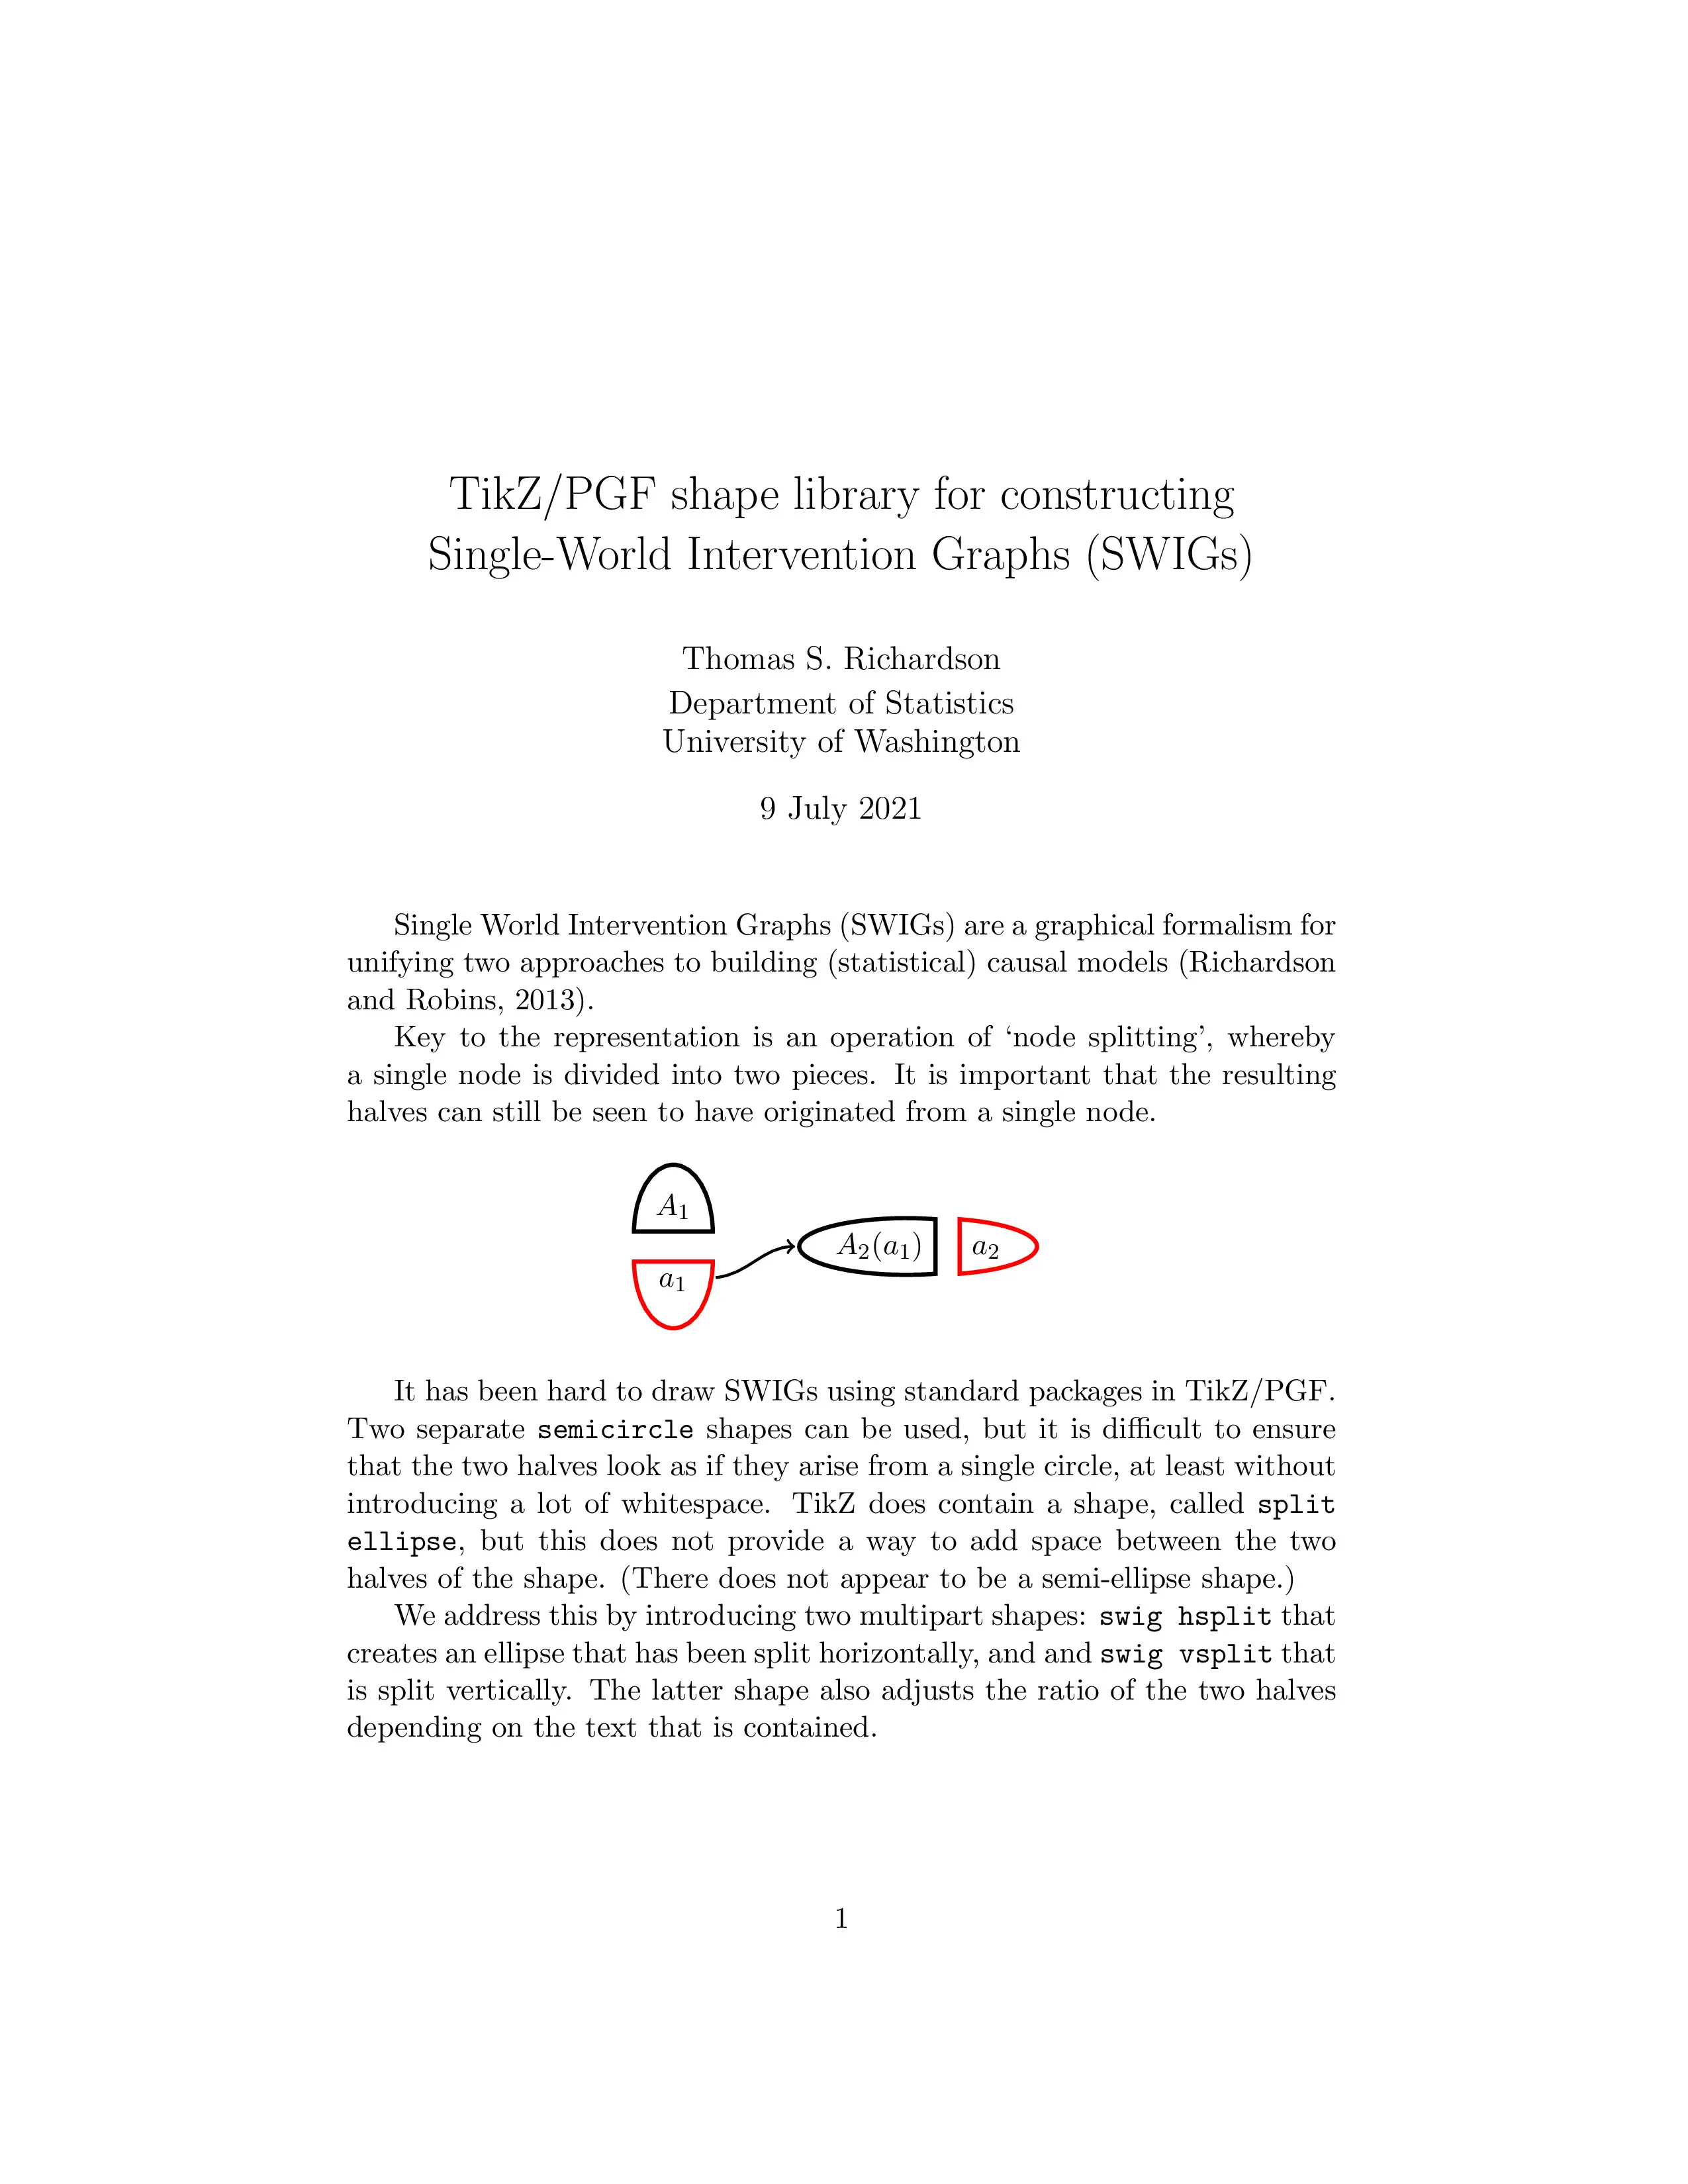 TikZ/PGF shape library for constructing
Single-World Intervention Graphs (SWIGs)
Thomas S. Richardson
Department of Statistics
University of Washington
9 July 2021
Single World Intervention Graphs (SWIGs) are a graphical formalism for
unifying two approaches to building (statistical) causal models (Richardson
and Robins, 2013).
Key to the representation is an operation of ‘node splitting’, whereby
a single node is divided into two pieces. It is important that the resulting
halves can still be seen to have originated from a single node.
A₁
a₁
A₂(a₁) a₂
It has been hard to draw SWIGs using standard packages in TikZ/PGF.
Two separate semicircle shapes can be used, but it is difficult to ensure
that the two halves look as if they arise from a single circle, at least without
introducing a lot of whitespace. TikZ does contain a shape, called split
ellipse, but this does not provide a way to add space between the two
halves of the shape. (There does not appear to be a semi-ellipse shape.)
We address this by introducing two multipart shapes: swig hsplit that
creates an ellipse that has been split horizontally, and and swig vsplit that
is split vertically. The latter shape also adjusts the ratio of the two halves
depending on the text that is contained.
1